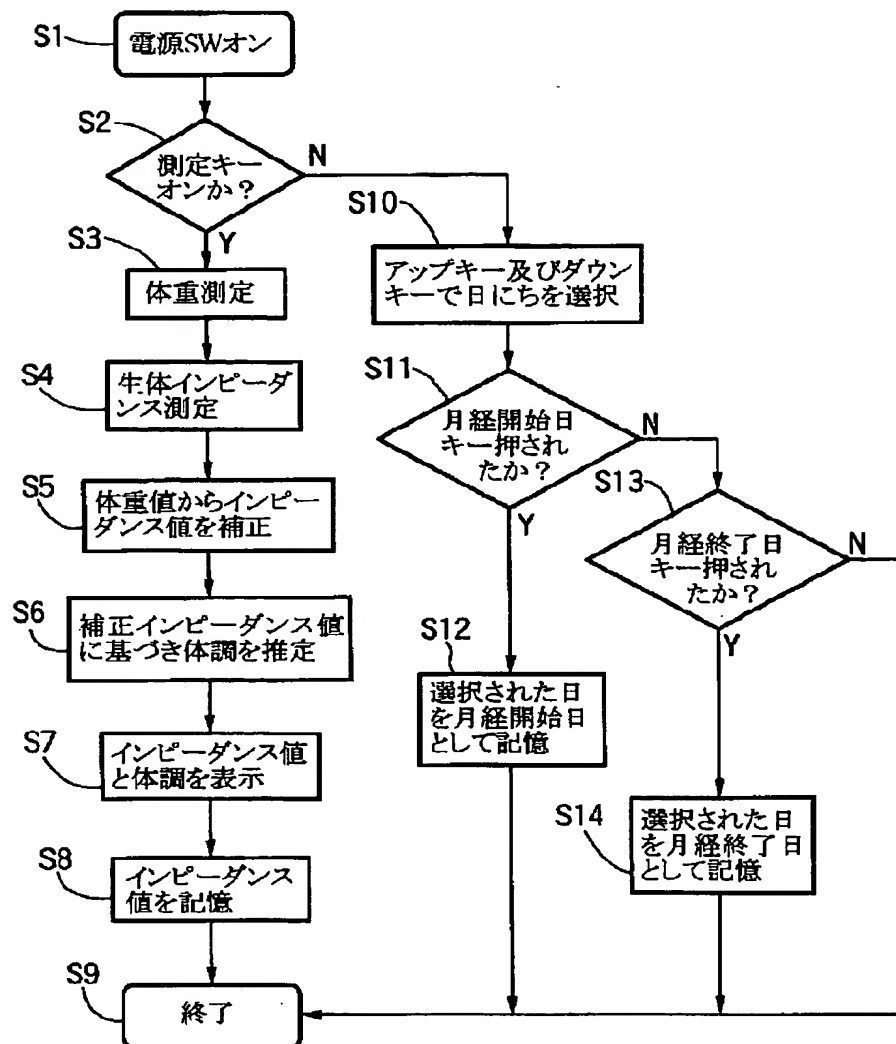 S1
電源SWオン
S2
測定キー
オンか？
N
Y
S3
体重測定
S4
生体インピーダ
ンス測定
S5
体重値からインピー
ダンス値を補正
S6
補正インピーダンス値
に基づき体調を推定
S7
インピーダンス値
と体調を表示
S8
インピーダンス
値を記憶
S9
終了
S10
アップキー及びダウン
キーで日にちを選択
S11
月経開始日
キー押され
たか？
N
Y
S12
選択された日
を月経開始日
として記憶
S13
月経終了日
キー押され
たか？
N
Y
S14
選択された日
を月経終了日
として記憶